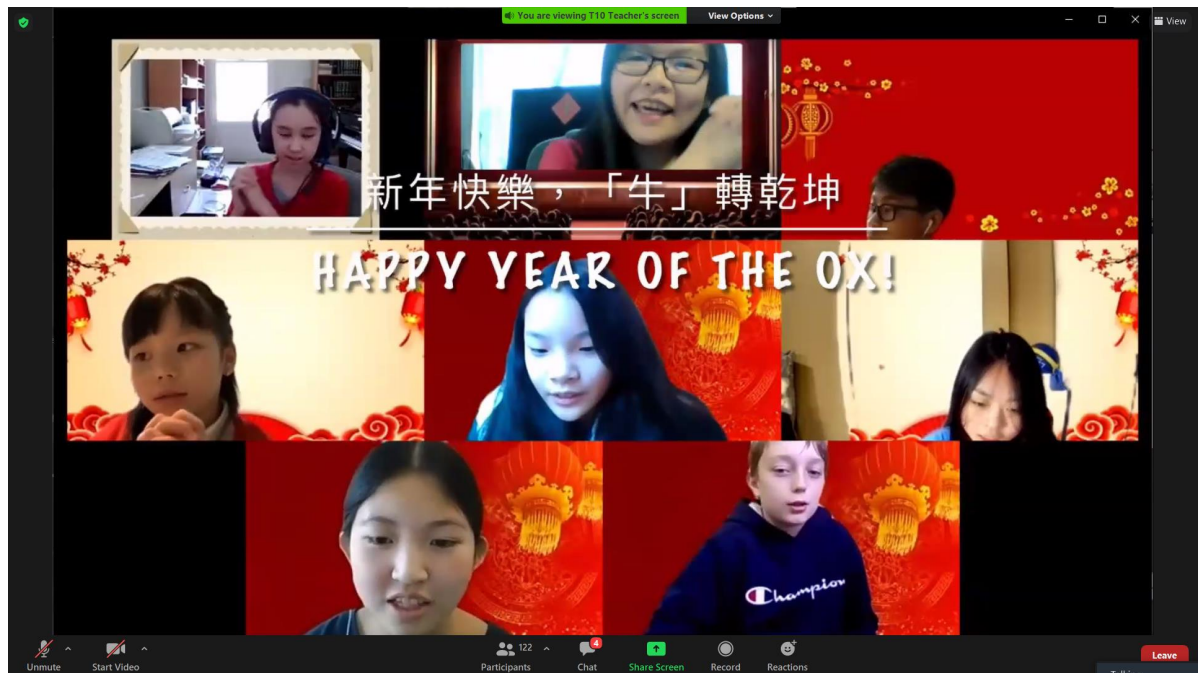 You are viewing T10 Teacher's screen
View Options
View
新年快樂，「牛」轉乾坤
HAPPY YEAR OF THE OX!
Champion
Unmute
Start Video
122
Participants
4
Chat
Share Screen
Record
Reactions
Leave